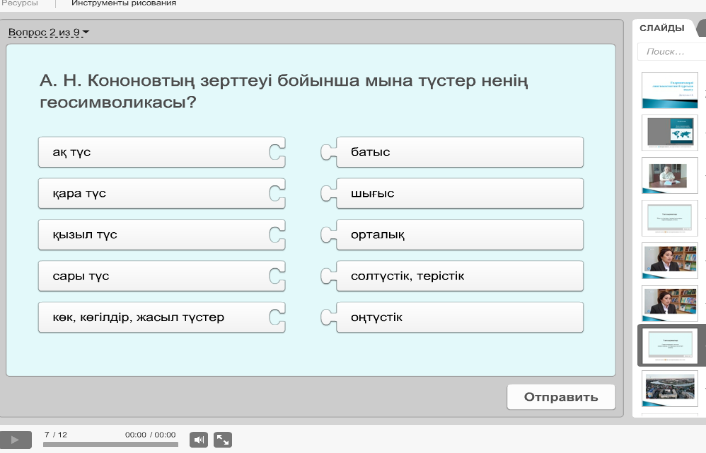 Ресурсы Инструменты рисования
Вопрос 2 из 9
СЛАЙДЫ
Поиск...
А. Н. Кононовтың зерттеуі бойынша мына түстер ненің
геосимволикасы?
ақ түс батыс
қара түс шығыс
қызыл түс орталық
сары түс солтүстік, терістік
көк, көгілдір, жасыл түстер оңтүстік
Отправить
7 / 12 00:00 / 00:00